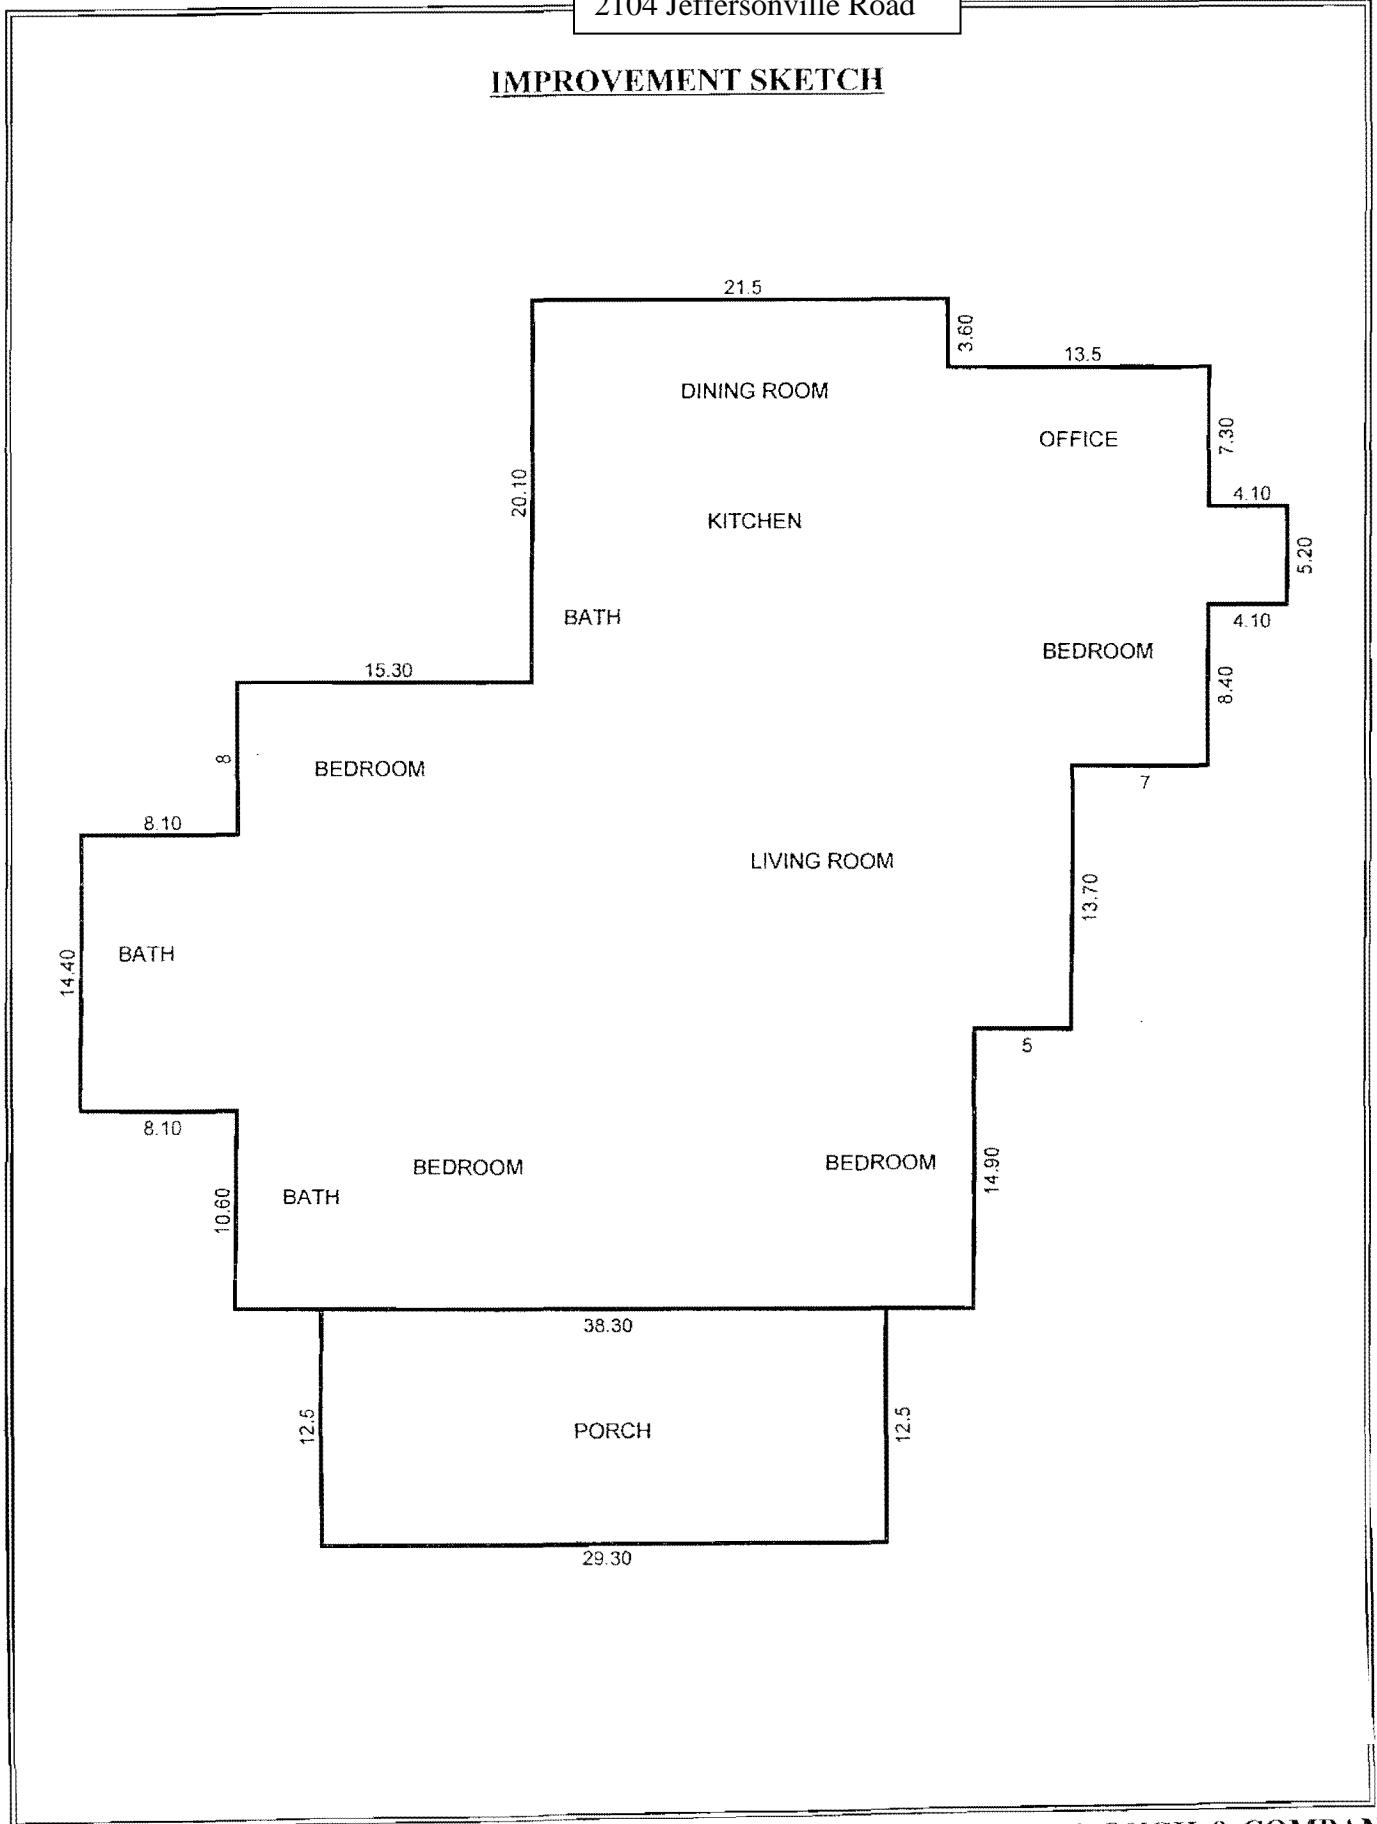 2104 Jeffersonville Road
IMPROVEMENT SKETCH
21.5
3.60
13.5
DINING ROOM
OFFICE
7.30
20.10
4.10
KITCHEN
5.20
BATH
4.10
BEDROOM
15.30
8.40
8
BEDROOM
7
8.10
LIVING ROOM
13.70
BATH
14.40
5
8.10
BEDROOM
BEDROOM
14.90
BATH
10.60
38.30
12.5
PORCH
12.5
29.30
& COMPAN